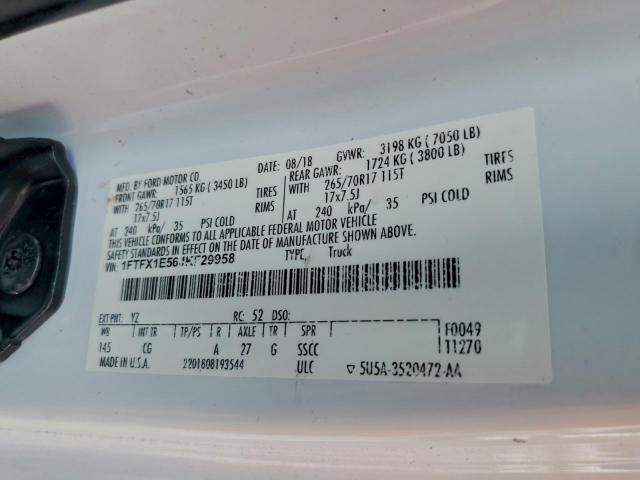 MFD. BY FORD MOTOR CO.
DATE: 08/18 GVWR: 3198 KG ( 7050 LB)
FRONT GAWR: 1565 KG ( 3450 LB) REAR GAWR: 1724 KG ( 3800 LB)
WITH 265/70R17 115T TIRES WITH 265/70R17 115T TIRES
17x7.5J RIMS 17x7.5J RIMS
AT 240 kPa/ 35 PSI COLD AT 240 kPa/ 35 PSI COLD
THIS VEHICLE CONFORMS TO ALL APPLICABLE FEDERAL MOTOR VEHICLE
SAFETY STANDARDS IN EFFECT ON THE DATE OF MANUFACTURE SHOWN ABOVE.
VIN: TYPE: Truck
EXT PNT: YZ RC: 52 DSO:
WB INT TR TP/PS R AXLE TR SPR F0049
145 CG A 27 G SSCC 11270
MADE IN U.S.A. 2201808193544 ULC ▽ 5U5A-3520472-AA